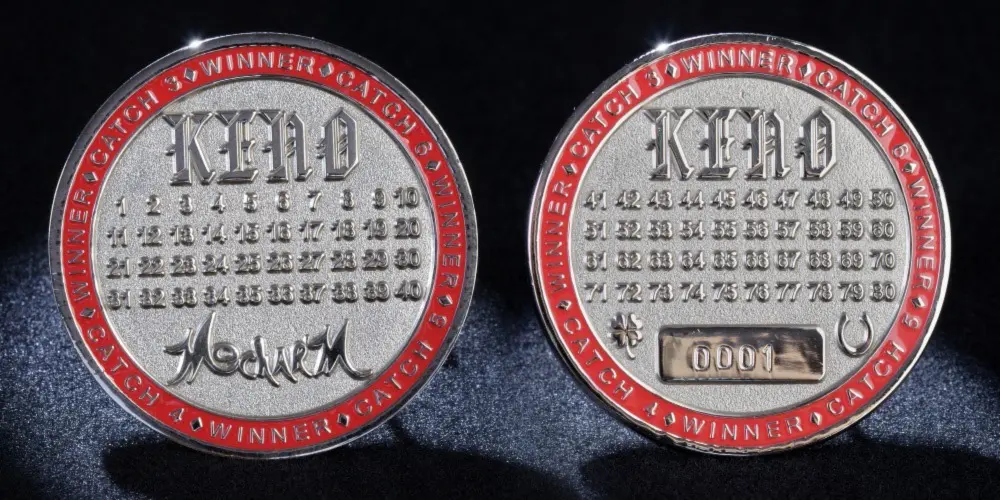 CATCH 3 ♦ WINNER ♦ CATCH 6 ♦ WINNER ♦ CATCH 5 ♦ WINNER ♦ CATCH 4 ♦ WINNER ♦
KENO
1 2 3 4 5 6 7 8 9 10
11 12 13 14 15 16 17 18 19 20
21 22 23 24 25 26 27 28 29 30
31 32 33 34 35 36 37 38 39 40
CATCH 3 ♦ WINNER ♦ CATCH 6 ♦ WINNER ♦ CATCH 5 ♦ WINNER ♦ CATCH 4 ♦ WINNER ♦
KENO
41 42 43 44 45 46 47 48 49 50
51 52 53 54 55 56 57 58 59 60
61 62 63 64 65 66 67 68 69 70
71 72 73 74 75 76 77 78 79 80
0001